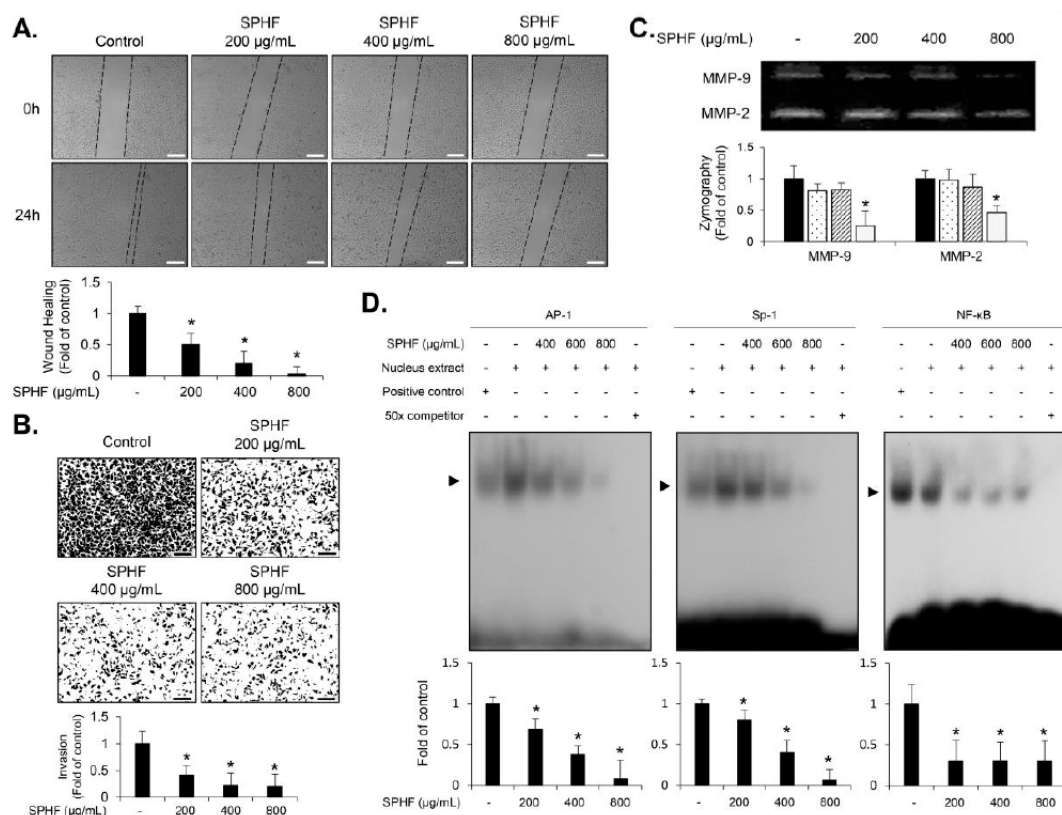 A.
Control
SPHF
200 μg/mL
SPHF
400 μg/mL
SPHF
800 μg/mL
0h
24h
Wound Healing
(Fold of control)
1.5
1
0.5
0
* * *
SPHF (μg/mL) - 200 400 800
B.
Control
SPHF
200 μg/mL
SPHF
400 μg/mL
SPHF
800 μg/mL
Invasion
(Fold of control)
1.5
1
0.5
0
* * *
SPHF (μg/mL) - 200 400 800
C.
SPHF (μg/mL) - 200 400 800
MMP-9
MMP-2
Zymography
(Fold of control)
1.5
1
0.5
0
* *
MMP-9 MMP-2
D.
AP-1 Sp-1 NF-κB
SPHF (μg/mL) 400 600 800 - 400 600 800 - 400 600 800 -
Nucleus extract - + + + + + - + + + + + - + + + + +
Positive control + - - - - - + - - - - - + - - - - -
50x competitor - - - - - + - - - - - + - - - - - +
Fold of control
1.5
1
0.5
0
* * *
SPHF (μg/mL) - 200 400 800
1.5
1
0.5
0
* * *
- 200 400 800
1.5
1
0.5
0
* * *
- 200 400 800